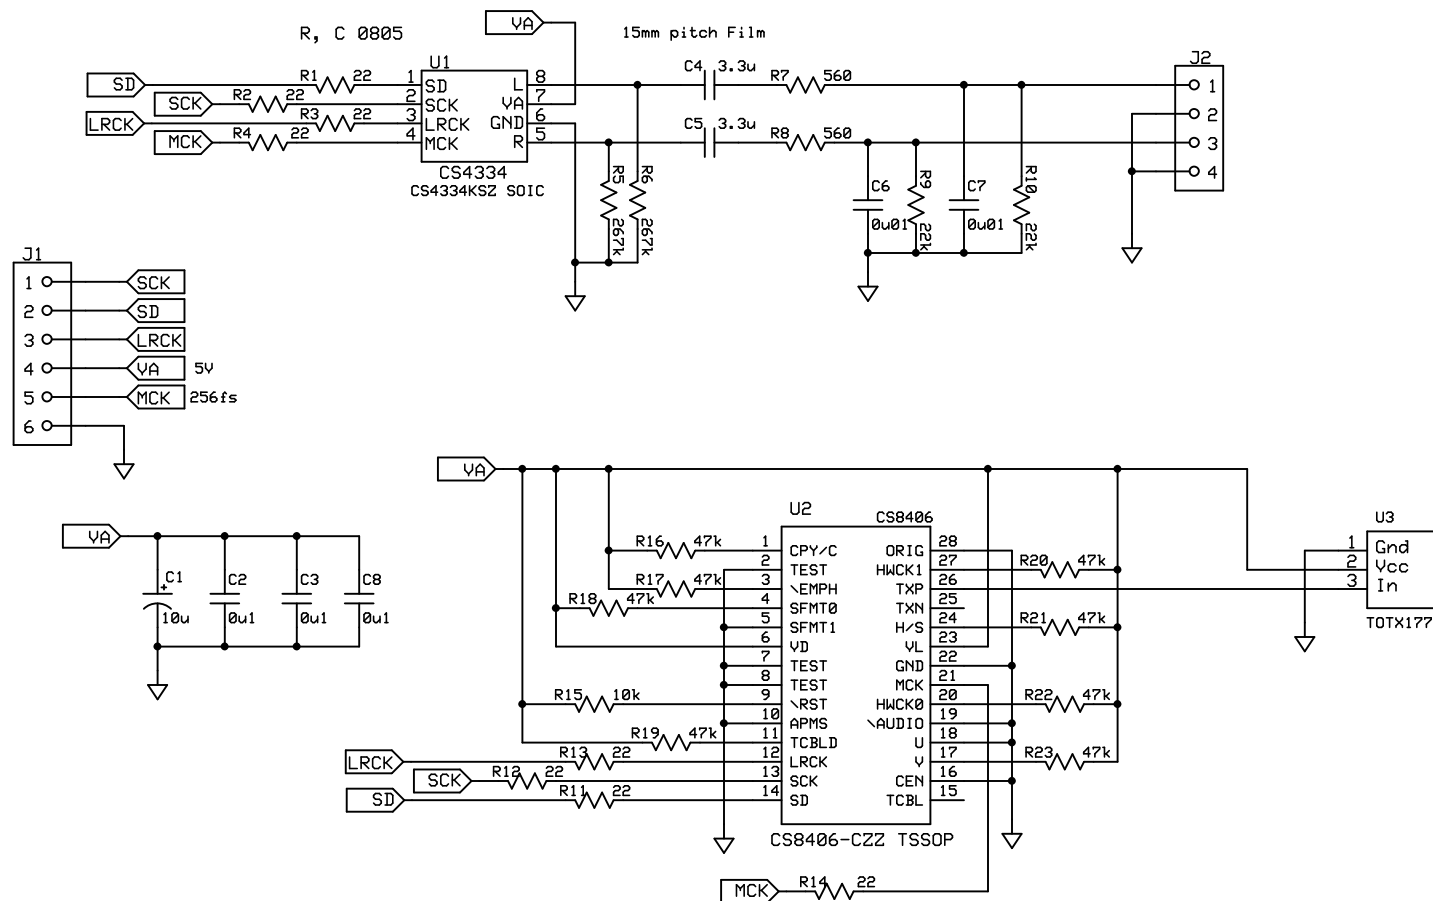 R, C 0805
VA
15mm pitch Film
U1
SD R1 22 1 SD L 8
SCK R2 22 2 SCK VA 7
LRCK R3 22 3 LRCK GND 6
MCK R4 22 4 MCK R 5
CS4334
CS4334KSZ SOIC
C4 3.3u R7 560
C5 3.3u R8 560
R5 267k
R6 267k
C6 0u01
R9 22k
C7 0u01
R10 22k
J2
1
2
3
4
J1
1 SCK
2 SD
3 LRCK
4 VA 5V
5 MCK 256fs
6
VA
C1 + 10u
C2 0u1
C3 0u1
C8 0u1
VA
U2
CS8406
R16 47k 1 CPY/C ORIG 28
2 TEST HWCK1 27 R20 47k
R17 47k 3 \EMPH TXP 26
R18 47k 4 SFMT0 TXN 25
5 SFMT1 H/S 24 R21 47k
6 VD VL 23
7 TEST GND 22
8 TEST MCK 21
R15 10k 9 \RST HWCK0 20 R22 47k
10 APMS \AUDIO 19
R19 47k 11 TCBLD U 18
LRCK R13 22 12 LRCK V 17 R23 47k
SCK R12 22 13 SCK CEN 16
SD R11 22 14 SD TCBL 15
CS8406-CZZ TSSOP
MCK R14 22
U3
1 Gnd
2 Vcc
3 In
TOTX177